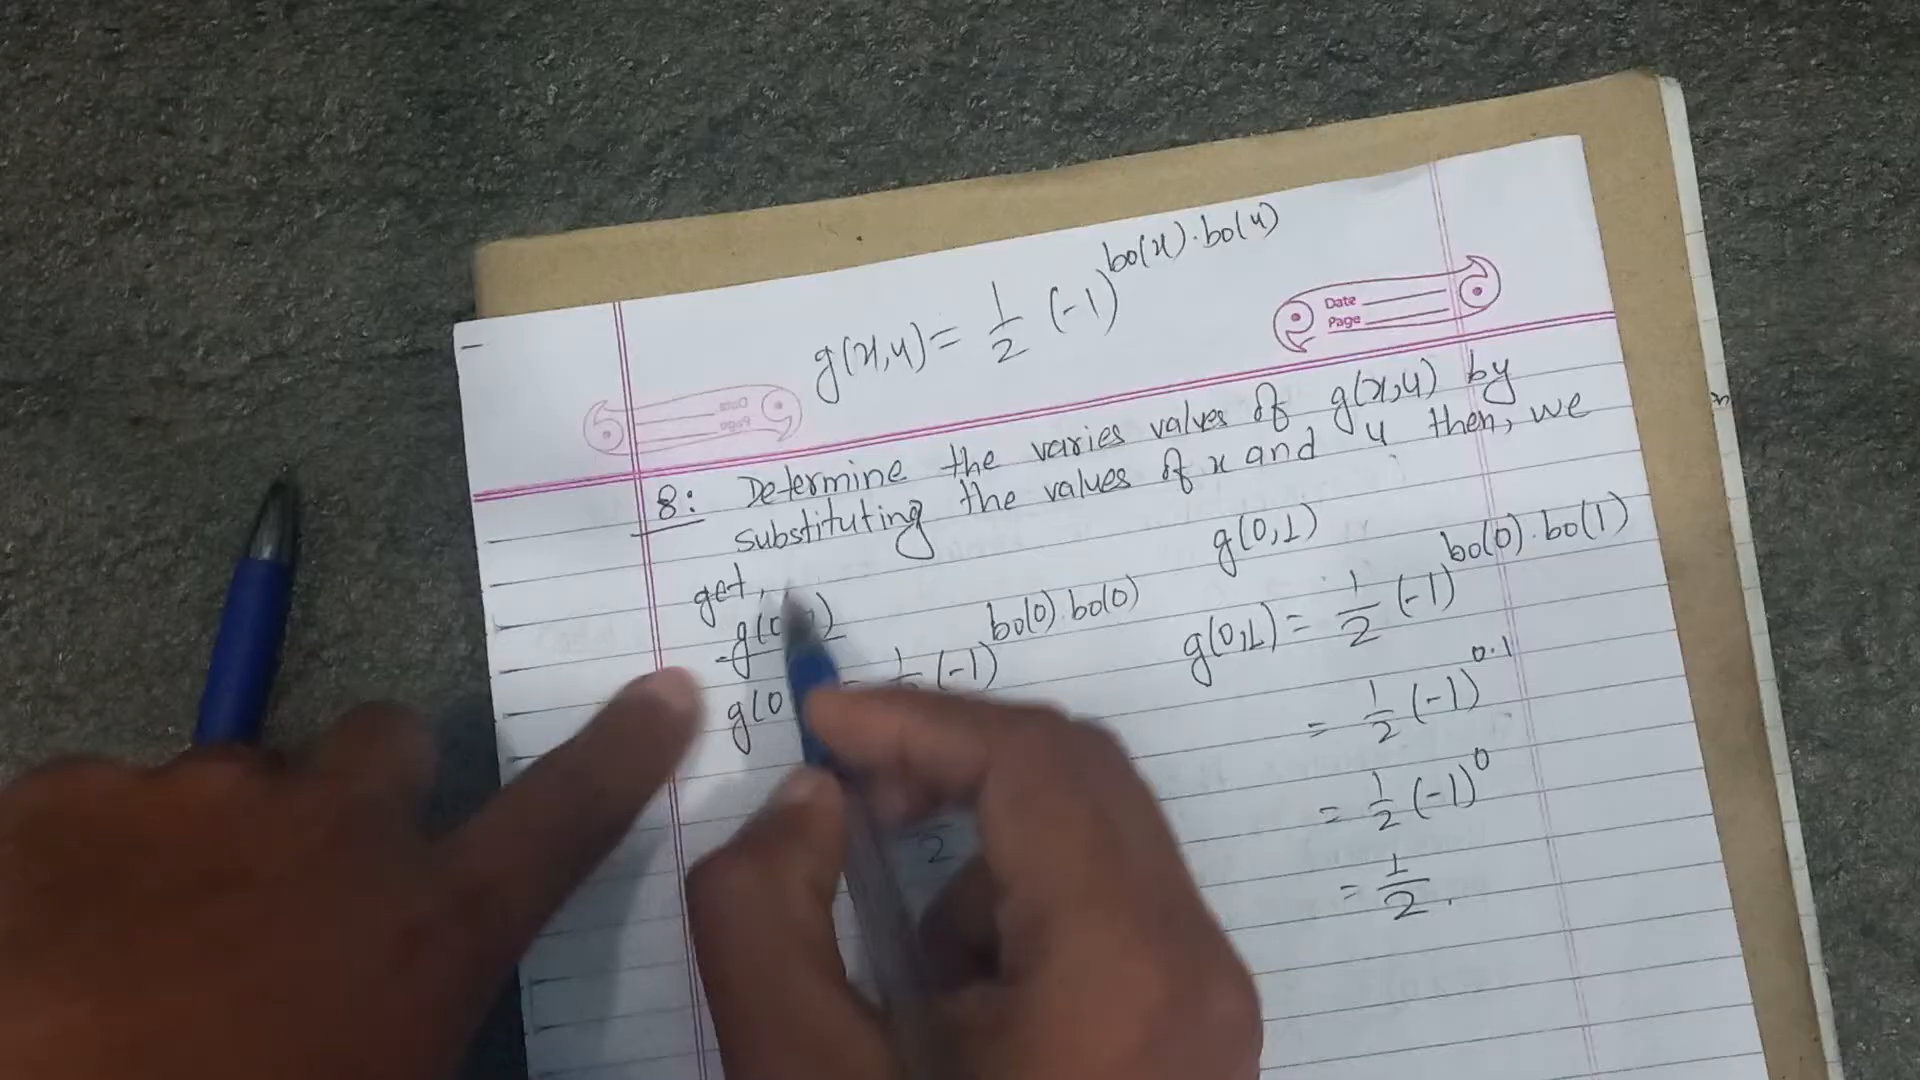 g(x,u) = 1/2 (-1)^bo(x).bo(u)
Date
Page
8: Determine the varies values of g(x,u) by
substituting the values of x and u then, we
get,
g(0,1)
g(0,1) = 1/2 (-1)^bo(0).bo(1)
(-1)^bo(0).bo(0)
= 1/2 (-1)^0.1
= 1/2 (-1)^0
= 1/2.